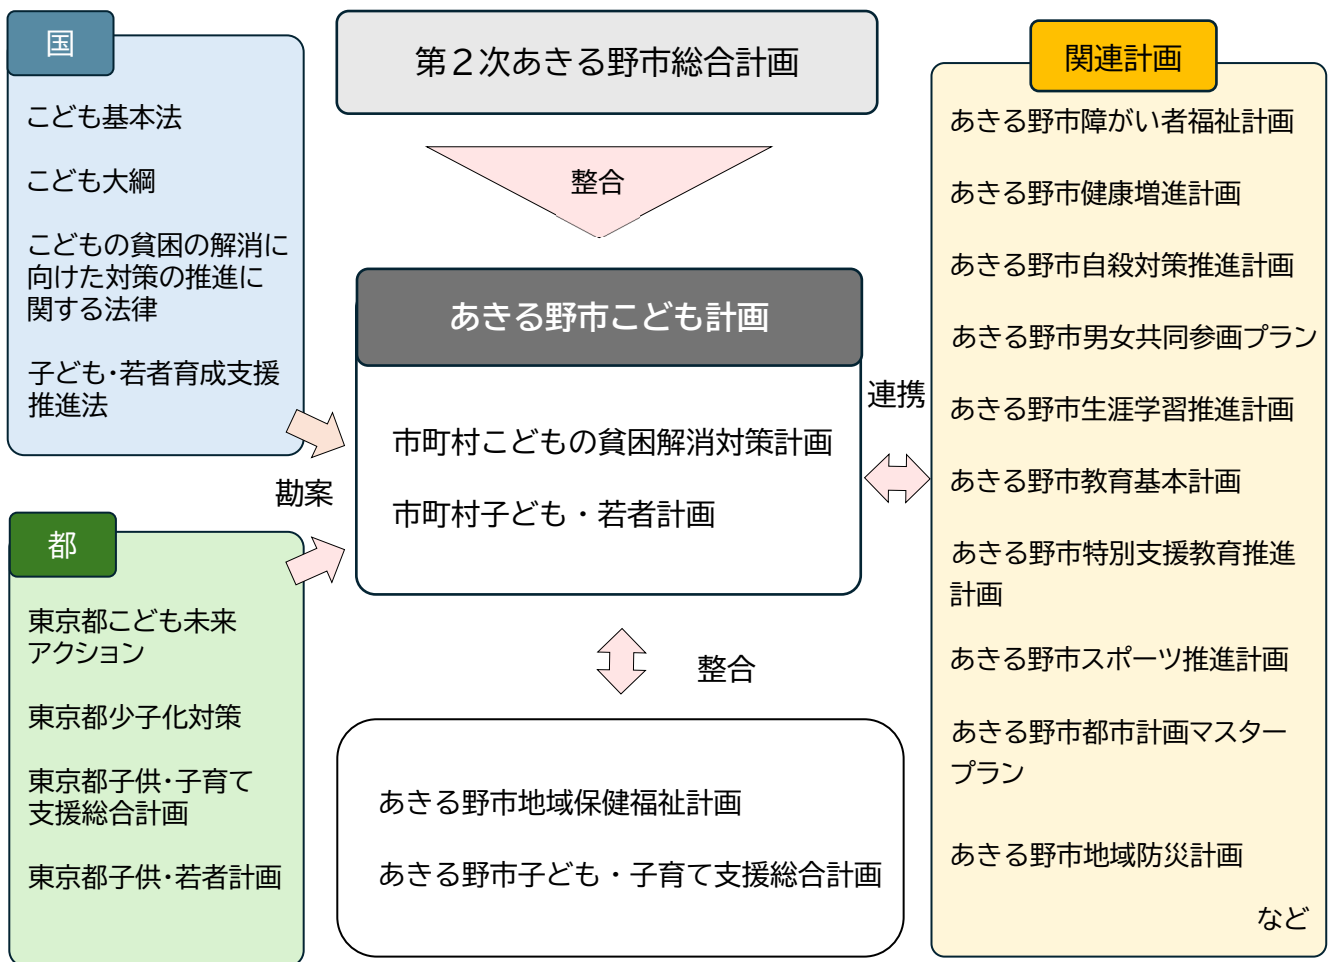 国
こども基本法
こども大綱
こどもの貧困の解消に
向けた対策の推進に
関する法律
子ども・若者育成支援
推進法
都
東京都こども未来
アクション
東京都少子化対策
東京都子供・子育て
支援総合計画
東京都子供・若者計画
勘案
第２次あきる野市総合計画
整合
あきる野市こども計画
市町村こどもの貧困解消対策計画
市町村子ども・若者計画
整合
あきる野市地域保健福祉計画
あきる野市子ども・子育て支援総合計画
連携
関連計画
あきる野市障がい者福祉計画
あきる野市健康増進計画
あきる野市自殺対策推進計画
あきる野市男女共同参画プラン
あきる野市生涯学習推進計画
あきる野市教育基本計画
あきる野市特別支援教育推進
計画
あきる野市スポーツ推進計画
あきる野市都市計画マスター
プラン
あきる野市地域防災計画
など